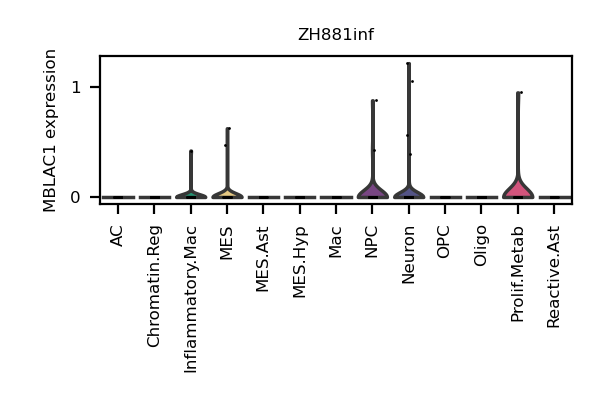 ZH881inf
MBLAC1 expression
1
0
AC
Chromatin.Reg
Inflammatory.Mac
MES
MES.Ast
MES.Hyp
Mac
NPC
Neuron
OPC
Oligo
Prolif.Metab
Reactive.Ast